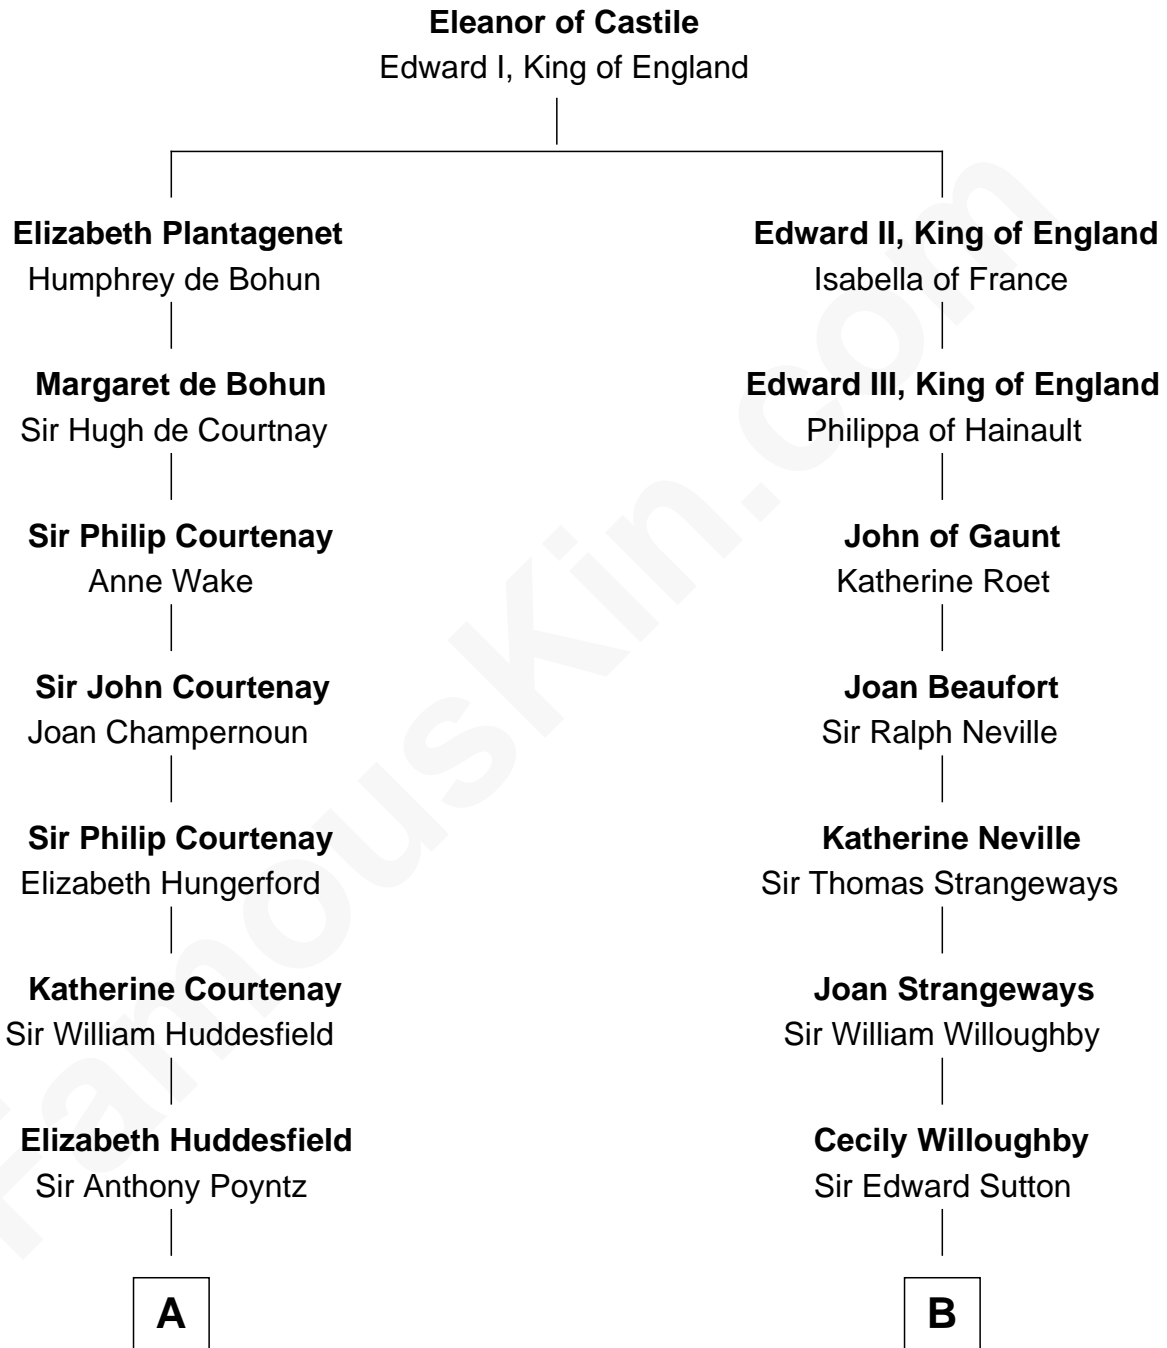 Eleanor of Castile
Edward I, King of England
Elizabeth Plantagenet
Humphrey de Bohun
Edward II, King of England
Isabella of France
Margaret de Bohun
Sir Hugh de Courtnay
Edward III, King of England
Philippa of Hainault
Sir Philip Courtenay
Anne Wake
John of Gaunt
Katherine Roet
Sir John Courtenay
Joan Champernoun
Joan Beaufort
Sir Ralph Neville
Sir Philip Courtenay
Elizabeth Hungerford
Katherine Neville
Sir Thomas Strangeways
Katherine Courtenay
Sir William Huddesfield
Joan Strangeways
Sir William Willoughby
Elizabeth Huddesfield
Sir Anthony Poyntz
Cecily Willoughby
Sir Edward Sutton
A
B
FamousKin.com